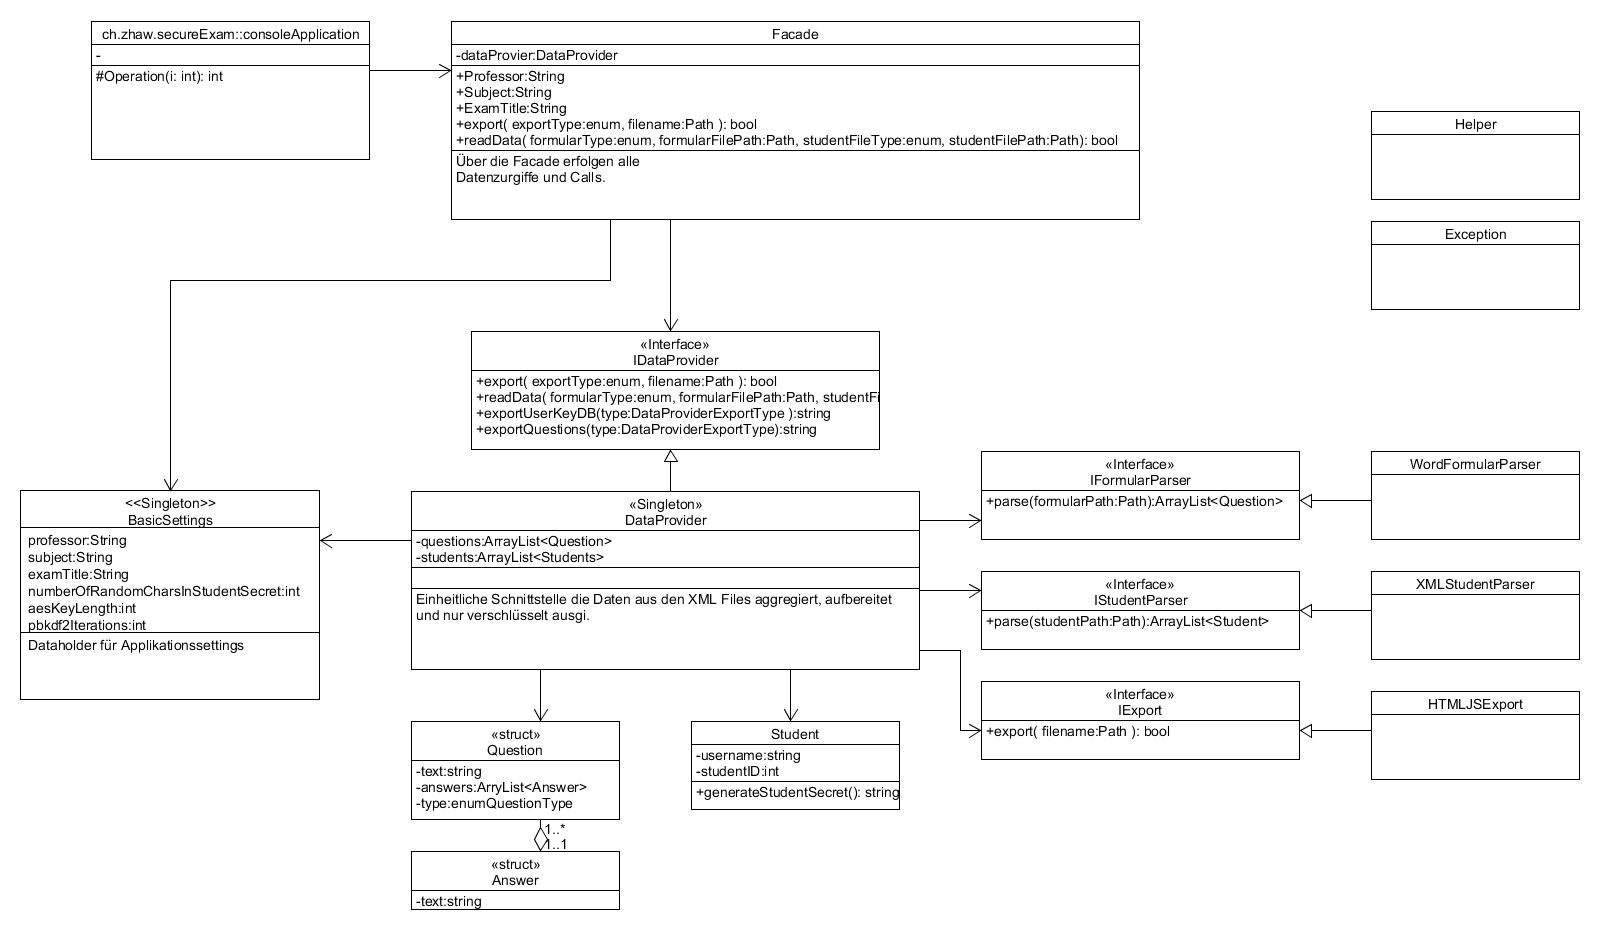 ch.zhaw.secureExam::consoleApplication
-
#Operation(i: int): int
Facade
-dataProvier:DataProvider
+Professor:String
+Subject:String
+ExamTitle:String
+export( exportType:enum, filename:Path ): bool
+readData( formularType:enum, formularFilePath:Path, studentFileType:enum, studentFilePath:Path): bool
Über die Facade erfolgen alle
Datenzurgiffe und Calls.
Helper
Exception
«Interface»
IDataProvider
+export( exportType:enum, filename:Path ): bool
+readData( formularType:enum, formularFilePath:Path, studentFi
+exportUserKeyDB(type:DataProviderExportType ):string
+exportQuestions(type:DataProviderExportType):string
<<Singleton>>
BasicSettings
professor:String
subject:String
examTitle:String
numberOfRandomCharsInStudentSecret:int
aesKeyLength:int
pbkdf2Iterations:int
Dataholder für Applikationssettings
«Singleton»
DataProvider
-questions:ArrayList<Question>
-students:ArrayList<Students>
Einheitliche Schnittstelle die Daten aus den XML Files aggregiert, aufbereitet
und nur verschlüsselt ausgi.
«Interface»
IFormularParser
+parse(formularPath:Path):ArrayList<Question>
WordFormularParser
«Interface»
IStudentParser
+parse(studentPath:Path):ArrayList<Student>
XMLStudentParser
«Interface»
IExport
+export( filename:Path ): bool
HTMLJSExport
«struct»
Question
-text:string
-answers:ArryList<Answer>
-type:enumQuestionType
Student
-username:string
-studentID:int
+generateStudentSecret(): string
1..*
1..1
«struct»
Answer
-text:string